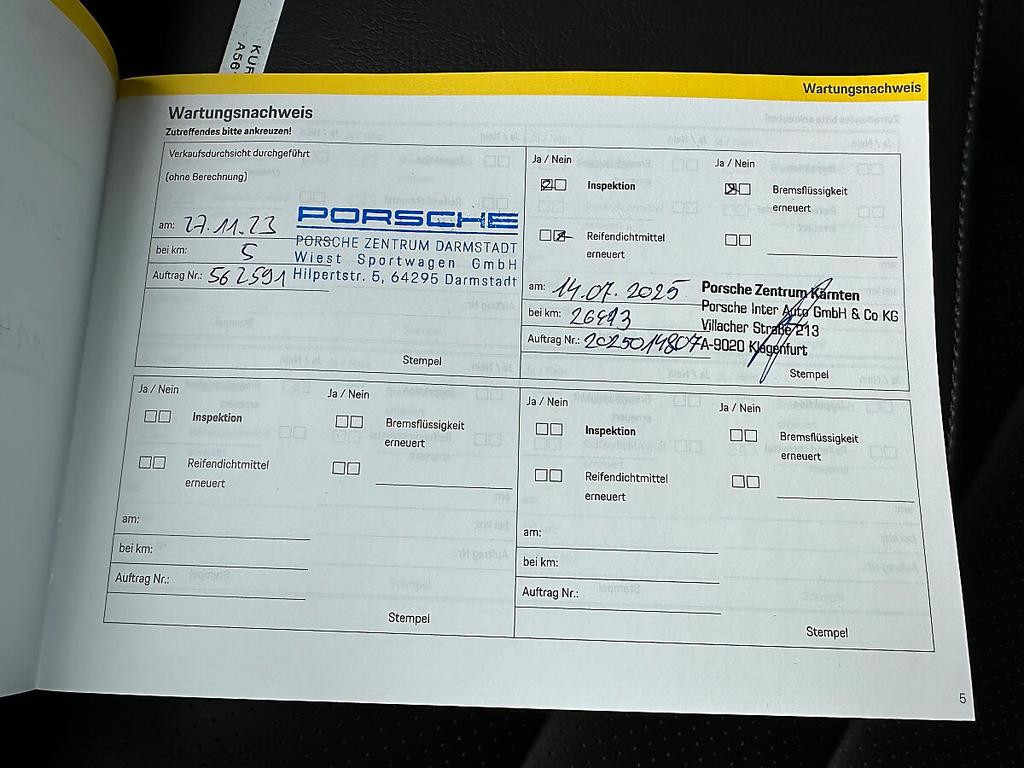 Wartungsnachweis
Wartungsnachweis
Zutreffendes bitte ankreuzen!
Verkaufsdurchsicht durchgeführt
(ohne Berechnung)
am: 27.11.23
bei km: 5
Auftrag Nr.: 562591
PORSCHE
PORSCHE ZENTRUM DARMSTADT
Wiest Sportwagen GmbH
Hilpertstr. 5, 64295 Darmstadt
Stempel
Ja / Nein Ja / Nein
Inspektion Bremsflüssigkeit
erneuert
Reifendichtmittel
erneuert
am: 14.07.2025
bei km:
Auftrag Nr.: 2025014807
Porsche Zentrum Kärnten
Porsche Inter Auto GmbH & Co KG
Villacher Straße 213
A-9020 Klagenfurt
Stempel
Ja / Nein Ja / Nein
Inspektion Bremsflüssigkeit
erneuert
Reifendichtmittel
erneuert
am:
bei km:
Auftrag Nr.:
Stempel
Ja / Nein Ja / Nein
Inspektion Bremsflüssigkeit
erneuert
Reifendichtmittel
erneuert
am:
bei km:
Auftrag Nr.:
Stempel
5